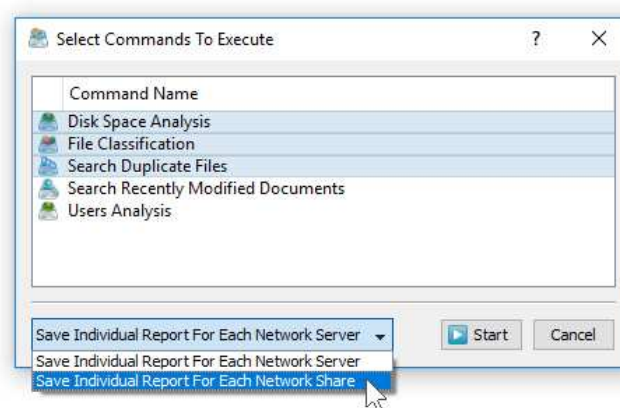 Select Commands To Execute ?
Command Name
Disk Space Analysis
File Classification
Search Duplicate Files
Search Recently Modified Documents
Users Analysis
Save Individual Report For Each Network Server Start Cancel
Save Individual Report For Each Network Server
Save Individual Report For Each Network Share